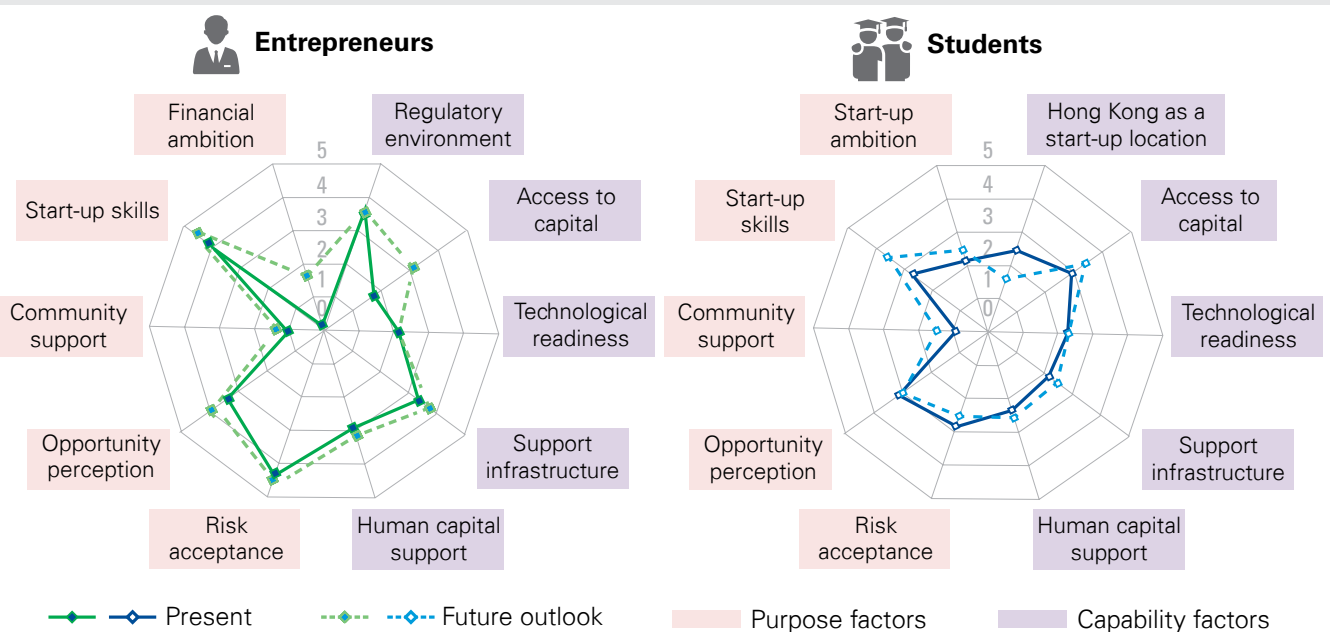 Entrepreneurs
Financial
ambition
Regulatory
environment
Start-up skills
Access to
capital
Community
support
Technological
readiness
Opportunity
perception
Support
infrastructure
Risk
acceptance
Human capital
support
5
4
3
2
1
0
Students
Start-up
ambition
Hong Kong as a
start-up location
Start-up
skills
Access to
capital
Community
support
Technological
readiness
Opportunity
perception
Support
infrastructure
Risk
acceptance
Human capital
support
5
4
3
2
1
0
Present
Future outlook
Purpose factors
Capability factors